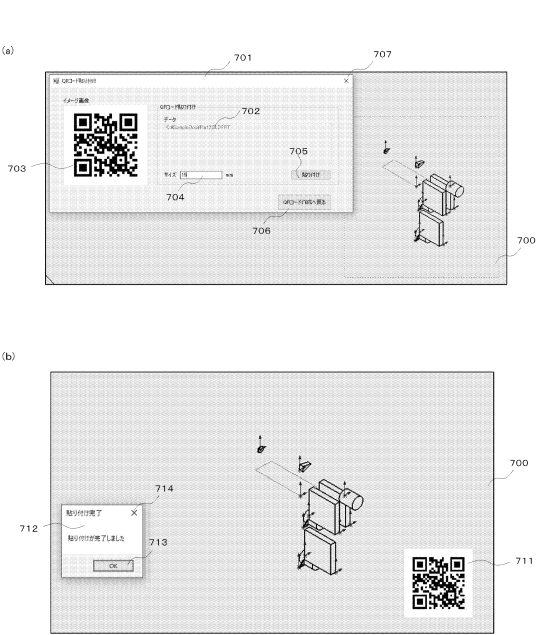 (a)
701
707
QRコード貼り付け
×
イメージ画像
QRコード貼り付け
データ
702
703
705
サイズ 15 mm
貼り付け
704
QRコード作成へ戻る
706
700
(b)
700
714
貼り付け完了 ×
712
貼り付けが完了しました
713
OK
711